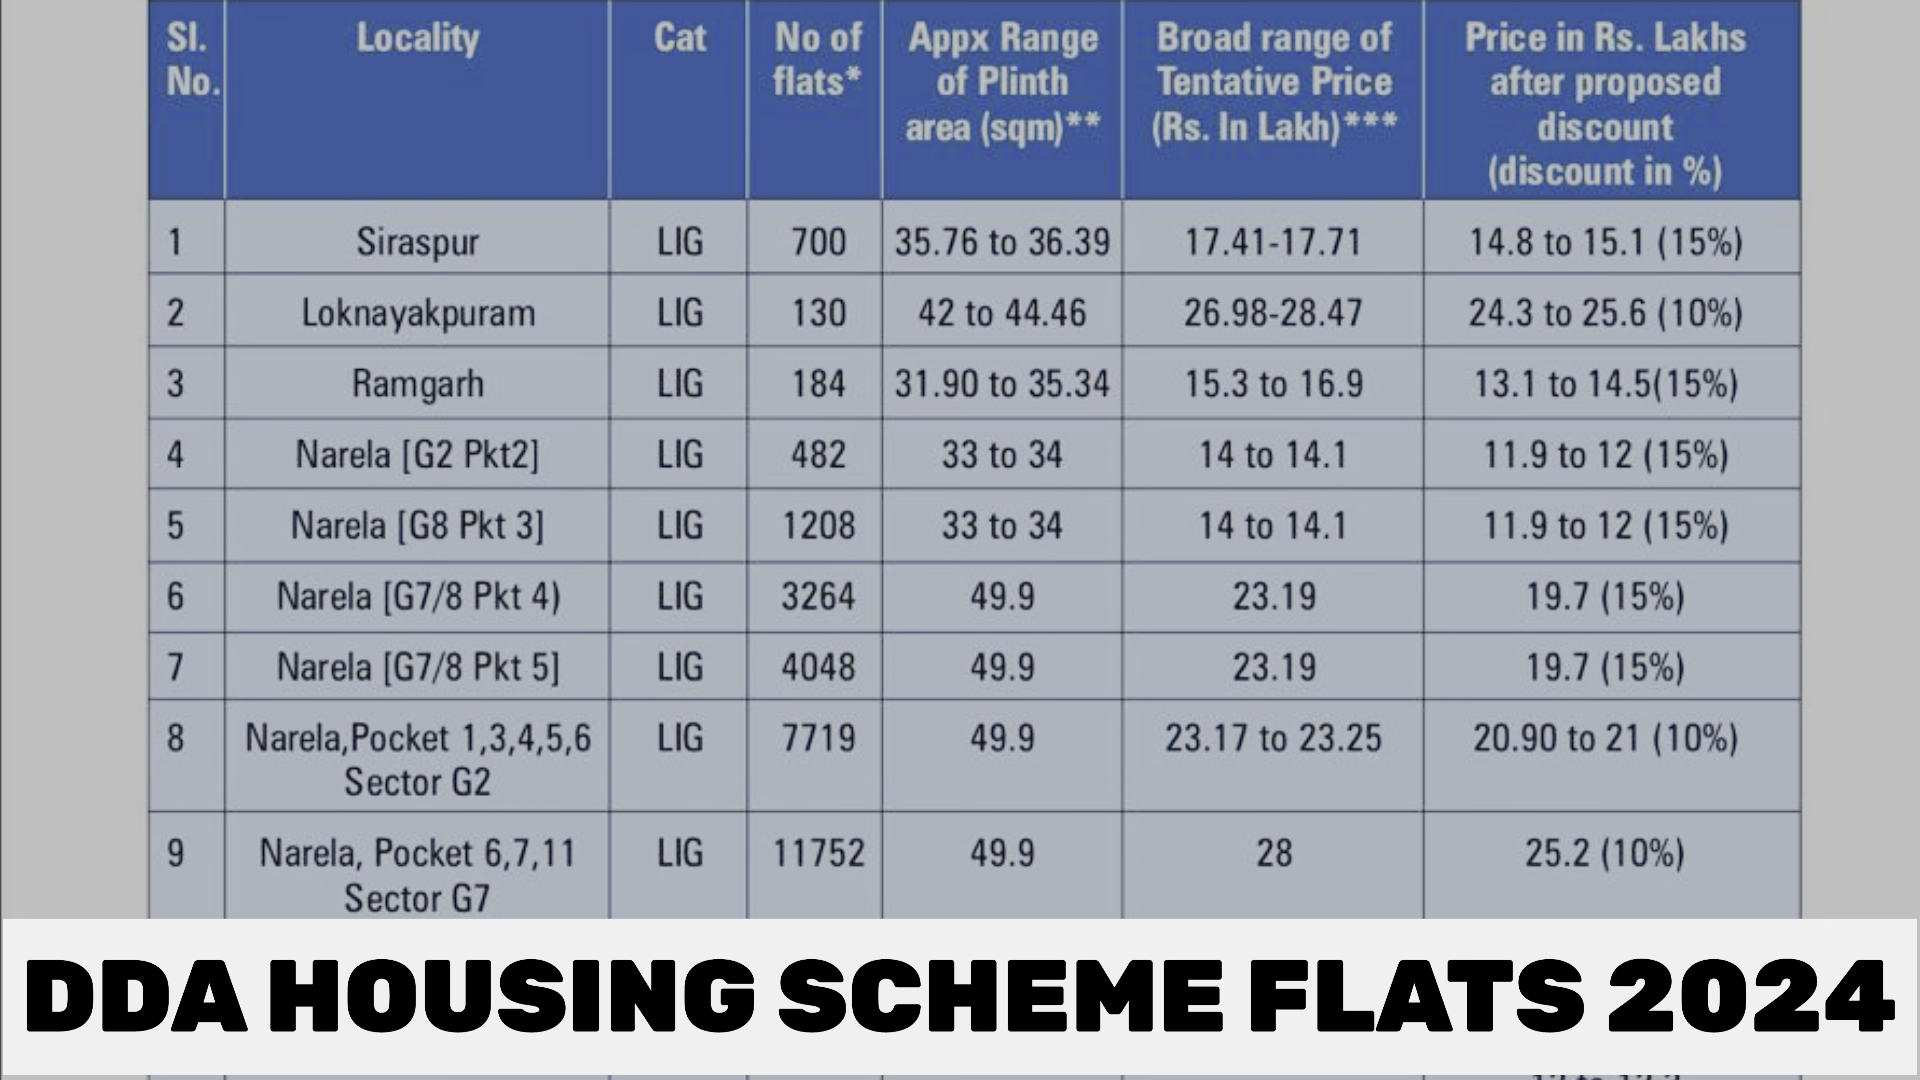 Sl. No. Locality Cat No of flats* Appx Range of Plinth area (sqm)** Broad range of Tentative Price (Rs. In Lakh)*** Price in Rs. Lakhs after proposed discount (discount in %)
1 Siraspur LIG 700 35.76 to 36.39 17.41-17.71 14.8 to 15.1 (15%)
2 Loknayakpuram LIG 130 42 to 44.46 26.98-28.47 24.3 to 25.6 (10%)
3 Ramgarh LIG 184 31.90 to 35.34 15.3 to 16.9 13.1 to 14.5(15%)
4 Narela [G2 Pkt2] LIG 482 33 to 34 14 to 14.1 11.9 to 12 (15%)
5 Narela [G8 Pkt 3] LIG 1208 33 to 34 14 to 14.1 11.9 to 12 (15%)
6 Narela [G7/8 Pkt 4) LIG 3264 49.9 23.19 19.7 (15%)
7 Narela [G7/8 Pkt 5] LIG 4048 49.9 23.19 19.7 (15%)
8 Narela,Pocket 1,3,4,5,6 Sector G2 LIG 7719 49.9 23.17 to 23.25 20.90 to 21 (10%)
9 Narela, Pocket 6,7,11 Sector G7 LIG 11752 49.9 28 25.2 (10%)
DDA HOUSING SCHEME FLATS 2024